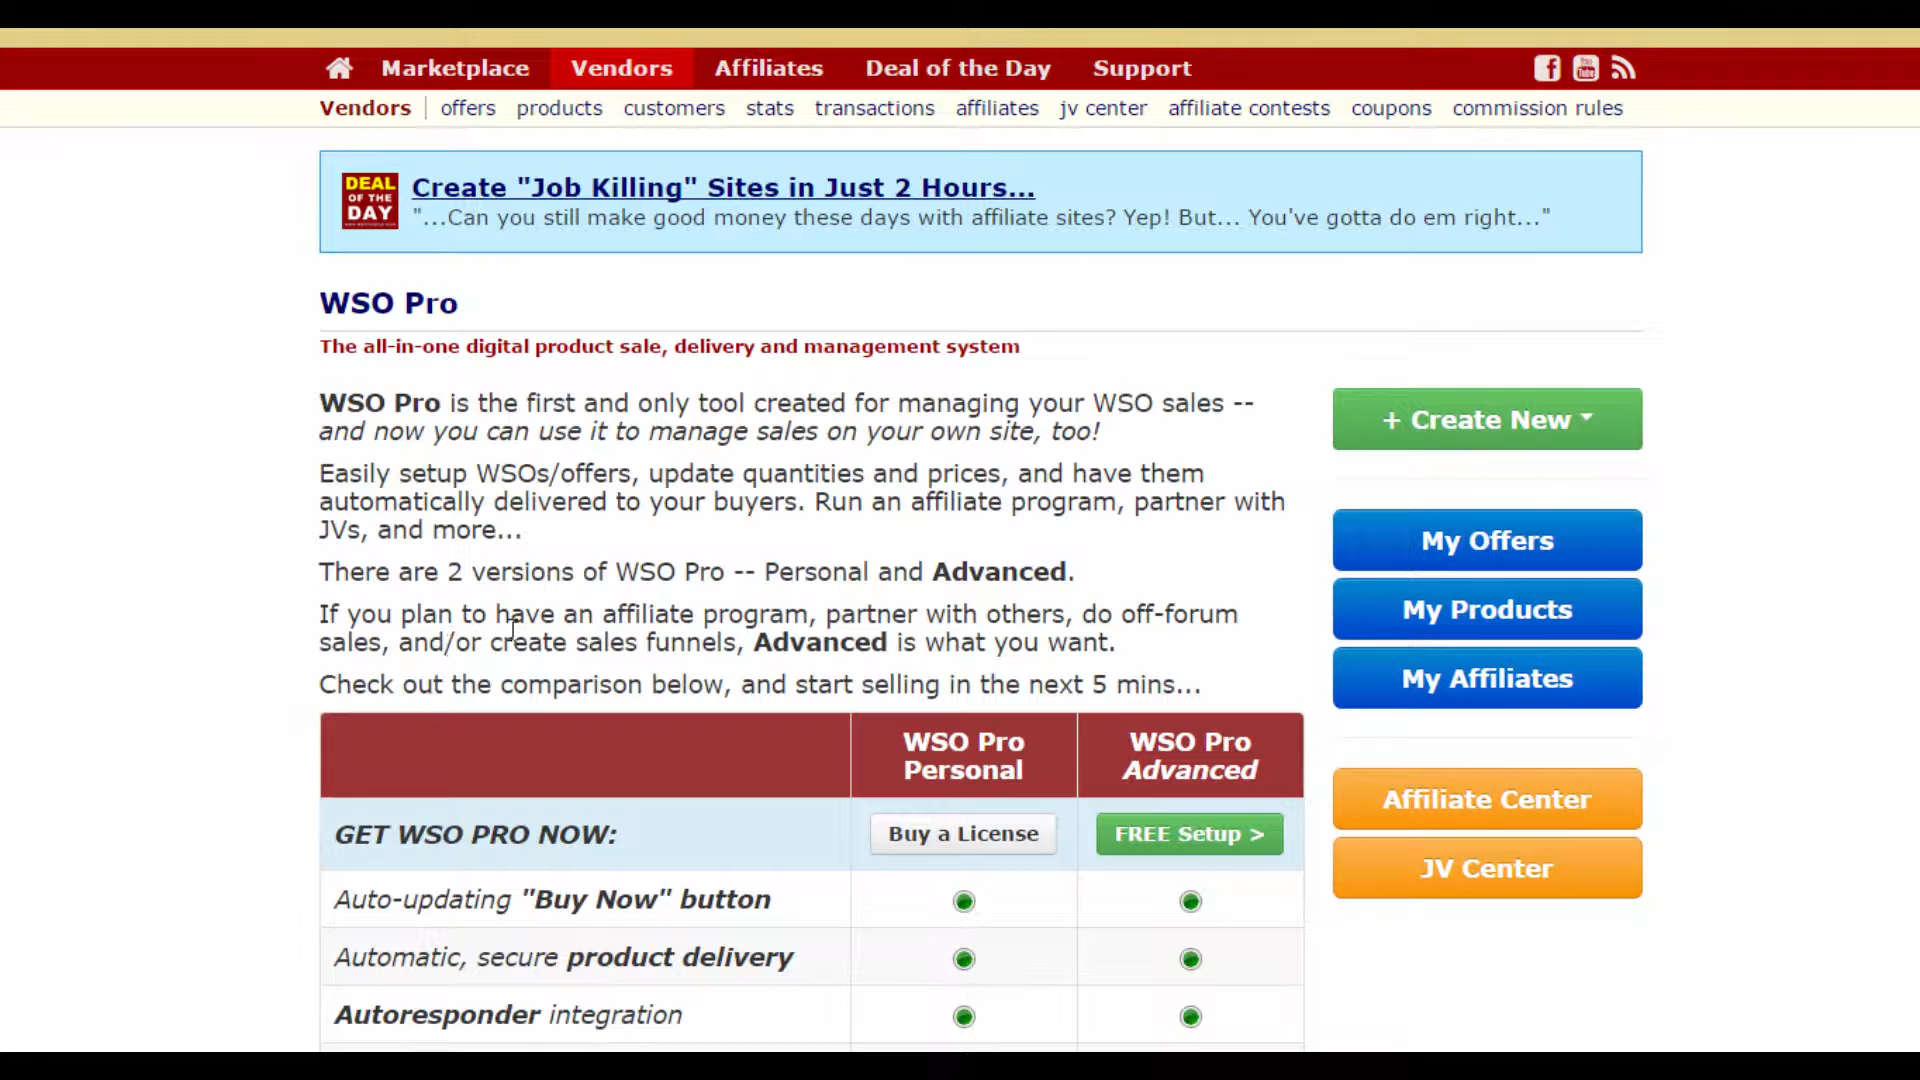 Marketplace Vendors Affiliates Deal of the Day Support
Vendors offers products customers stats transactions affiliates jv center affiliate contests coupons commission rules
DEAL
OF THE
DAY
Create "Job Killing" Sites in Just 2 Hours...
"...Can you still make good money these days with affiliate sites? Yep! But... You've gotta do em right..."
WSO Pro
The all-in-one digital product sale, delivery and management system
WSO Pro is the first and only tool created for managing your WSO sales --
and now you can use it to manage sales on your own site, too!
Easily setup WSOs/offers, update quantities and prices, and have them
automatically delivered to your buyers. Run an affiliate program, partner with
JVs, and more...
There are 2 versions of WSO Pro -- Personal and Advanced.
If you plan to have an affiliate program, partner with others, do off-forum
sales, and/or create sales funnels, Advanced is what you want.
Check out the comparison below, and start selling in the next 5 mins...
+ Create New
My Offers
My Products
My Affiliates
Affiliate Center
JV Center
WSO Pro
Personal
WSO Pro
Advanced
GET WSO PRO NOW: Buy a License FREE Setup >
Auto-updating "Buy Now" button
Automatic, secure product delivery
Autoresponder integration